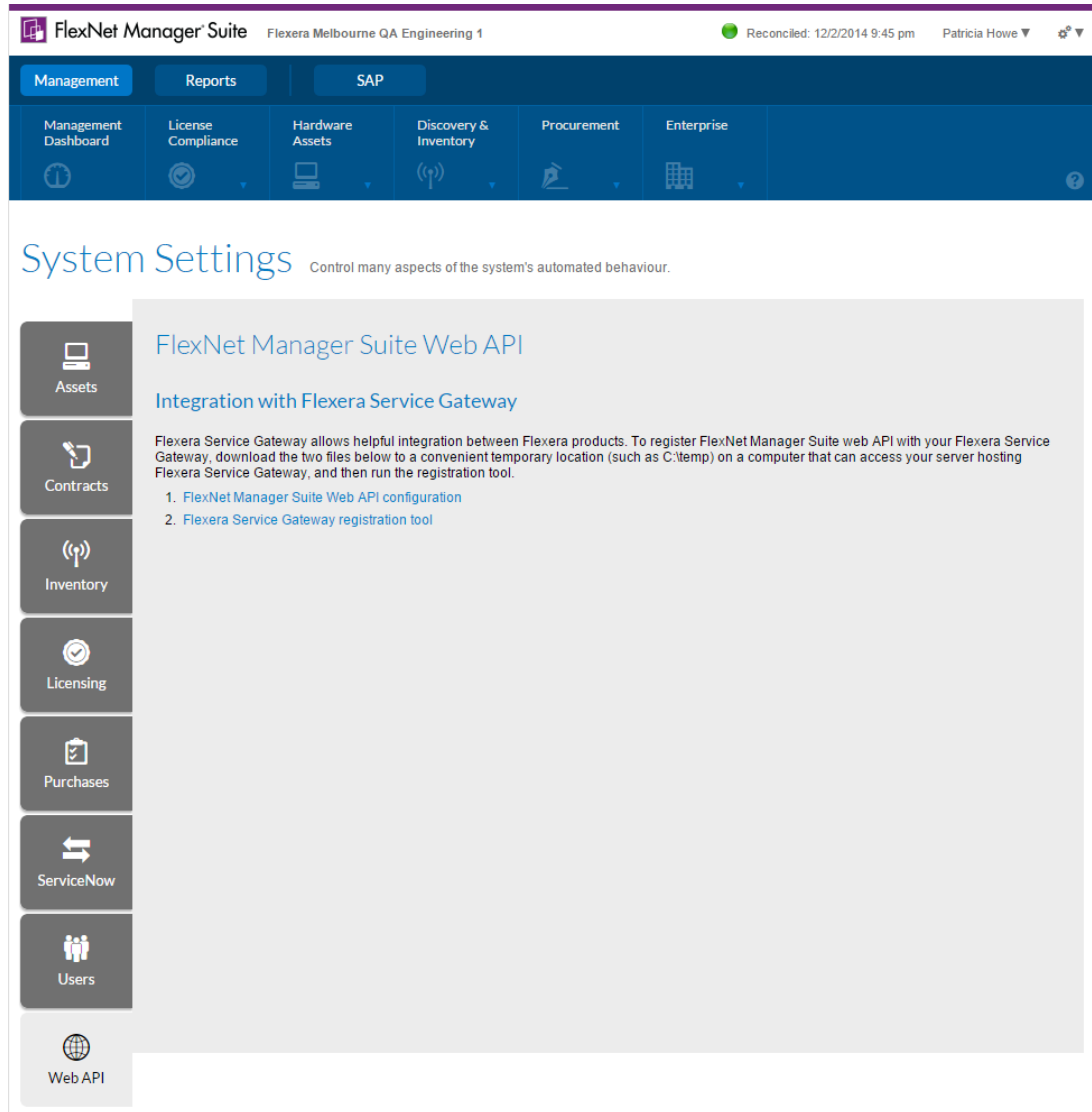 FlexNet Manager® Suite Flexera Melbourne QA Engineering 1 Reconciled: 12/2/2014 9:45 pm Patricia Howe ▼
Management Reports SAP
Management Dashboard
License Compliance
Hardware Assets
Discovery & Inventory
Procurement
Enterprise
System Settings Control many aspects of the system's automated behaviour.
Assets
Contracts
Inventory
Licensing
Purchases
ServiceNow
Users
Web API
FlexNet Manager Suite Web API
Integration with Flexera Service Gateway
Flexera Service Gateway allows helpful integration between Flexera products. To register FlexNet Manager Suite web API with your Flexera Service
Gateway, download the two files below to a convenient temporary location (such as C:\temp) on a computer that can access your server hosting
Flexera Service Gateway, and then run the registration tool.
1. FlexNet Manager Suite Web API configuration
2. Flexera Service Gateway registration tool